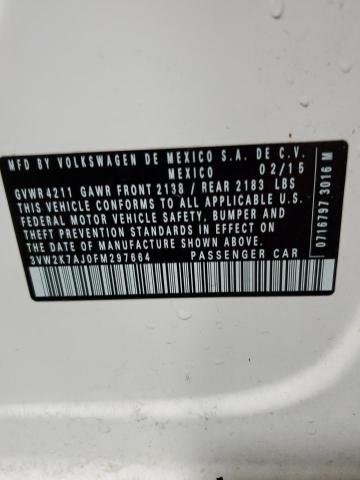 MFD BY VOLKSWAGEN DE MEXICO S.A. DE C.V.
MEXICO 02/15
GVWR 4211 GAWR FRONT 2138 / REAR 2183 LBS
THIS VEHICLE CONFORMS TO ALL APPLICABLE U.S.
FEDERAL MOTOR VEHICLE SAFETY, BUMPER AND
THEFT PREVENTION STANDARDS IN EFFECT ON
THE DATE OF MANUFACTURE SHOWN ABOVE.
3VW2K7AJ0FM297664 PASSENGER CAR
07116797 3016 M